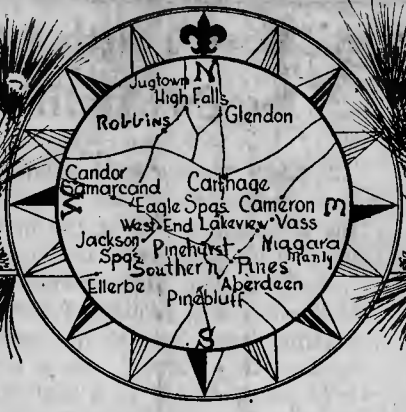 N
Jugtown
High Falls
Robbins
Glendon
Candor
Samarcand
Carthage
W
Eagle Spgs.
Cameron
E
West End
Lakeview
Vass
Jackson
Spgs.
Pinehurst
Niagara
Manly
Southern Pines
Ellerbe
Aberdeen
Pinebluff
S